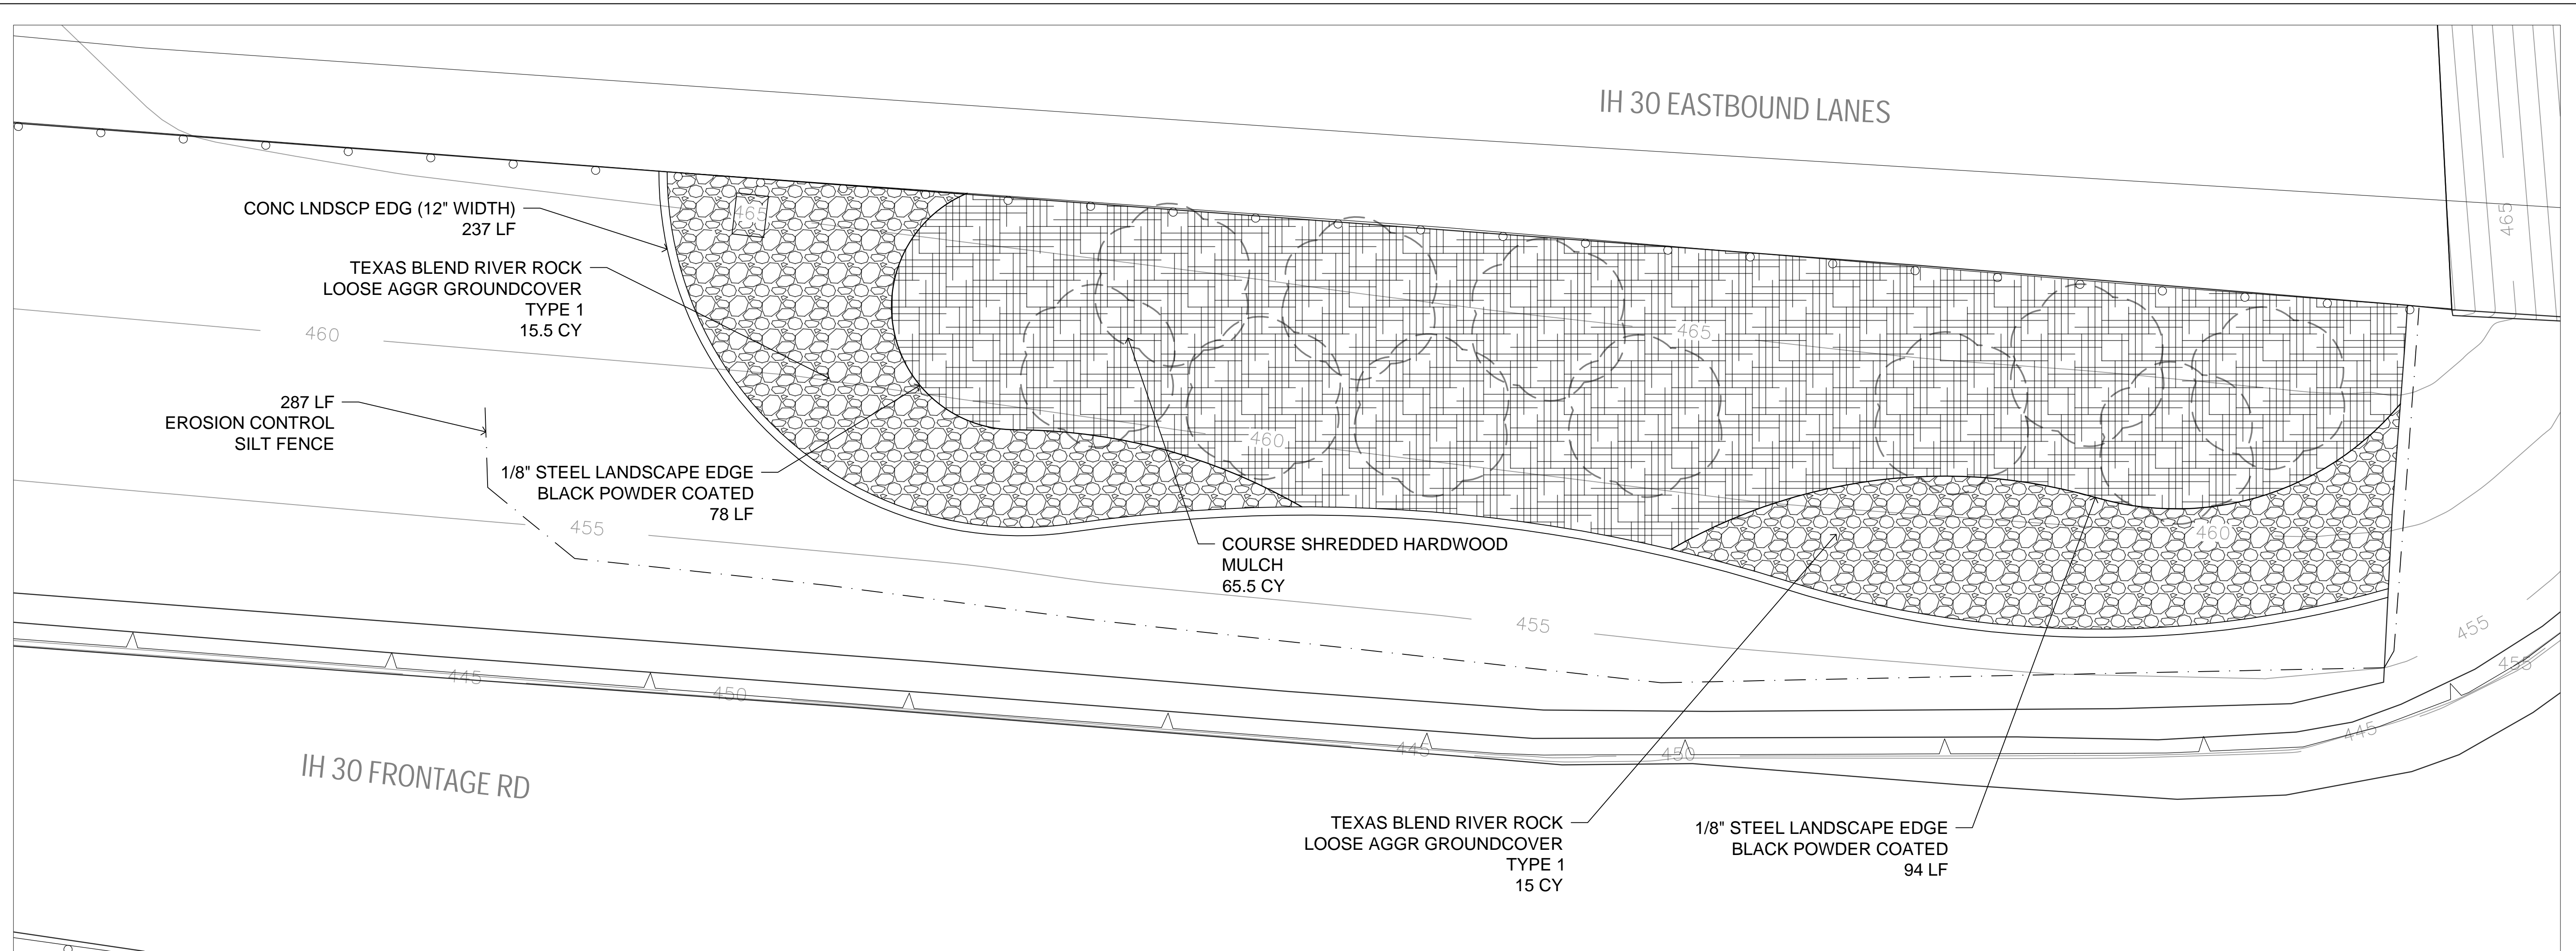 IH 30 EASTBOUND LANES
CONC LNDSCP EDG (12" WIDTH)
237 LF
465
465
TEXAS BLEND RIVER ROCK
LOOSE AGGR GROUNDCOVER
TYPE 1
15.5 CY
460
465
287 LF
EROSION CONTROL
SILT FENCE
460
1/8" STEEL LANDSCAPE EDGE
BLACK POWDER COATED
78 LF
455
460
COURSE SHREDDED HARDWOOD
MULCH
65.5 CY
455
455
455
445
450
445
450
445
IH 30 FRONTAGE RD
TEXAS BLEND RIVER ROCK
LOOSE AGGR GROUNDCOVER
TYPE 1
15 CY
1/8" STEEL LANDSCAPE EDGE
BLACK POWDER COATED
94 LF